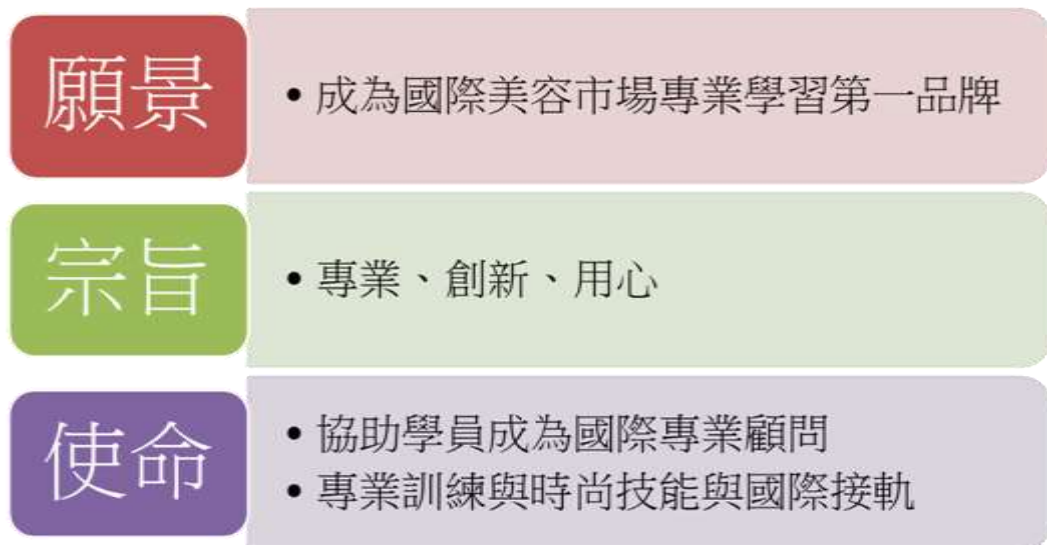 願景
• 成為國際美容市場專業學習第一品牌
宗旨
• 專業、創新、用心
使命
• 協助學員成為國際專業顧問
• 專業訓練與時尚技能與國際接軌